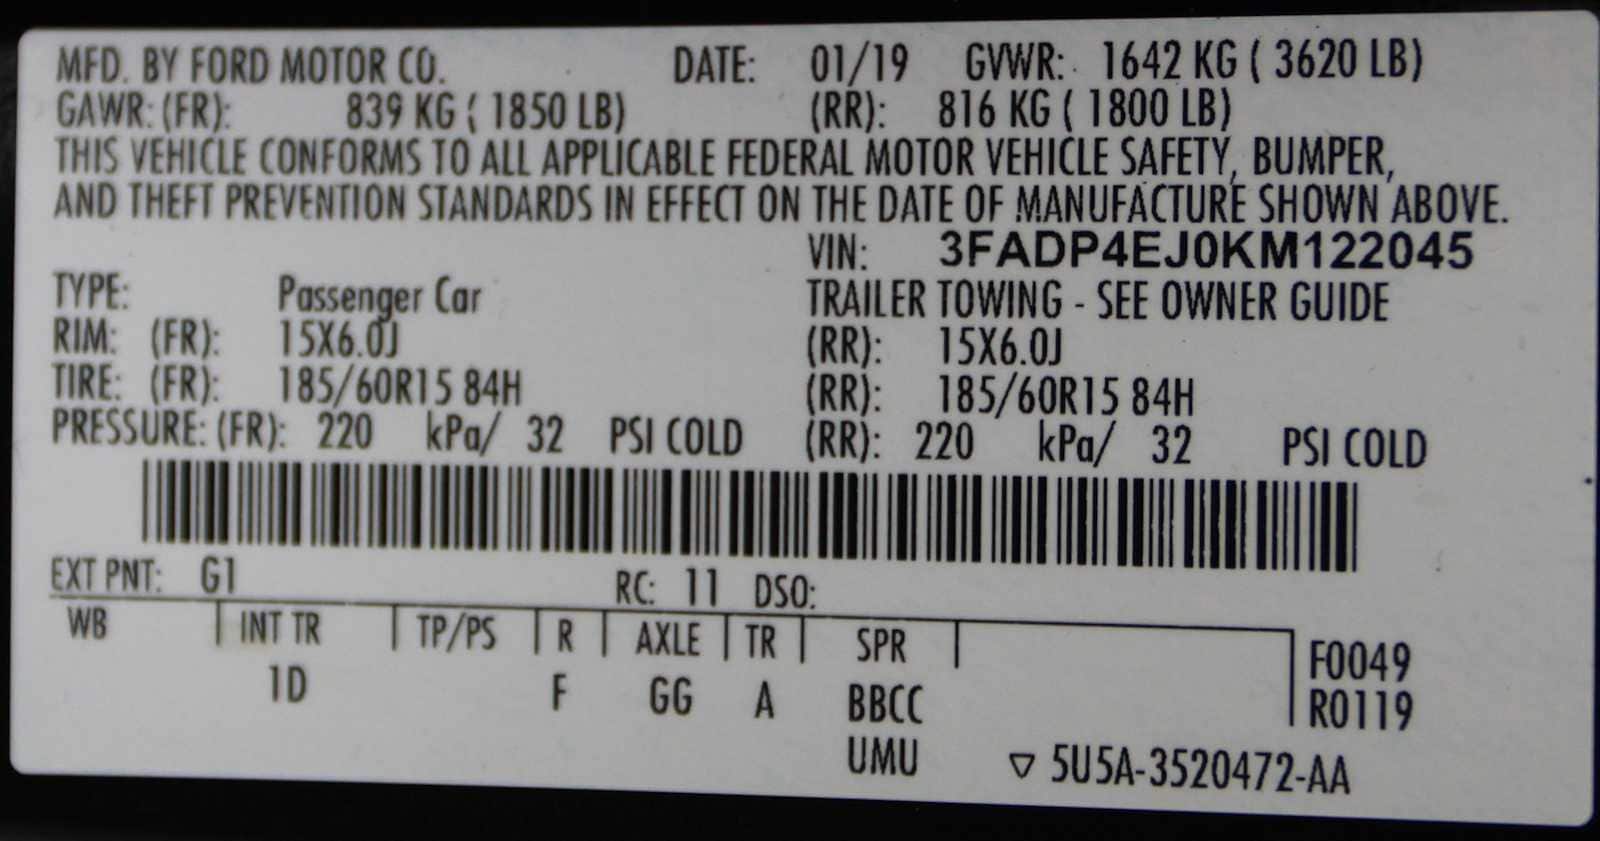 MFD. BY FORD MOTOR CO. DATE: 01/19 GVWR: 1642 KG ( 3620 LB)
GAWR: (FR): 839 KG ( 1850 LB) (RR): 816 KG ( 1800 LB)
THIS VEHICLE CONFORMS TO ALL APPLICABLE FEDERAL MOTOR VEHICLE SAFETY, BUMPER,
AND THEFT PREVENTION STANDARDS IN EFFECT ON THE DATE OF MANUFACTURE SHOWN ABOVE.
VIN: 3FADP4EJ0KM122045
TYPE: Passenger Car TRAILER TOWING - SEE OWNER GUIDE
RIM: (FR): 15X6.0J (RR): 15X6.0J
TIRE: (FR): 185/60R15 84H (RR): 185/60R15 84H
PRESSURE: (FR): 220 kPa/ 32 PSI COLD (RR): 220 kPa/ 32 PSI COLD
EXT PNT: G1 RC: 11 DSO:
WB INT TR TP/PS R AXLE TR SPR F0049
1D F GG A BBCC R0119
UMU ▽ 5U5A-3520472-AA